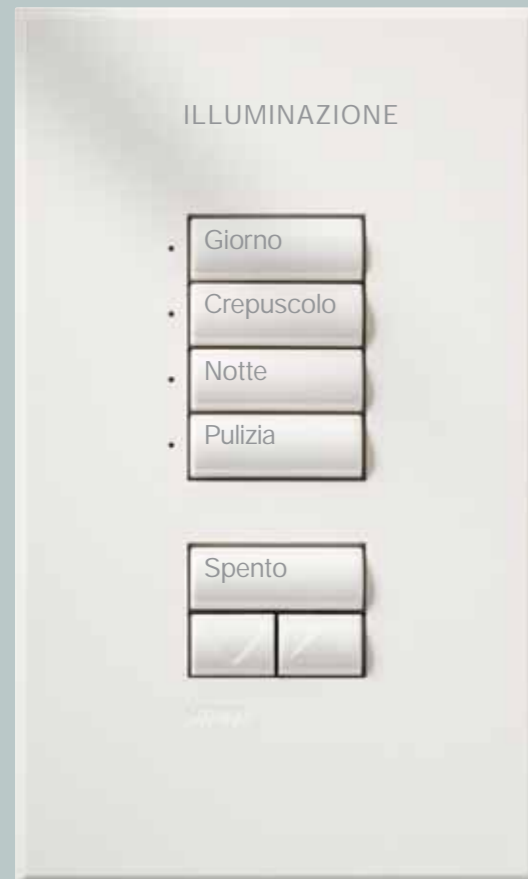 ILLUMINAZIONE
Giorno
Crepuscolo
Notte
Pulizia
Spento